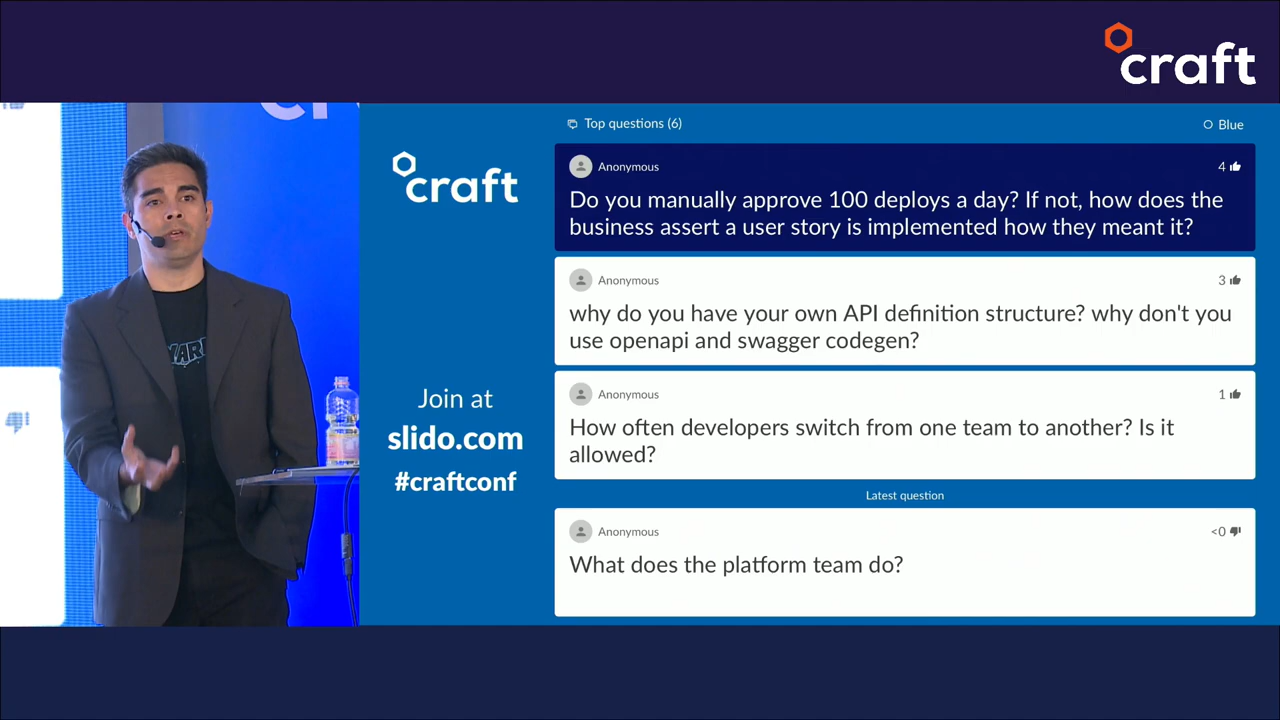 craft
Top questions (6)
Blue
craft
Anonymous
4
Do you manually approve 100 deploys a day? If not, how does the
business assert a user story is implemented how they meant it?
Anonymous
3
why do you have your own API definition structure? why don't you
use openapi and swagger codegen?
Anonymous
1
How often developers switch from one team to another? Is it
allowed?
Join at
slido.com
#craftconf
Latest question
Anonymous
<0
What does the platform team do?